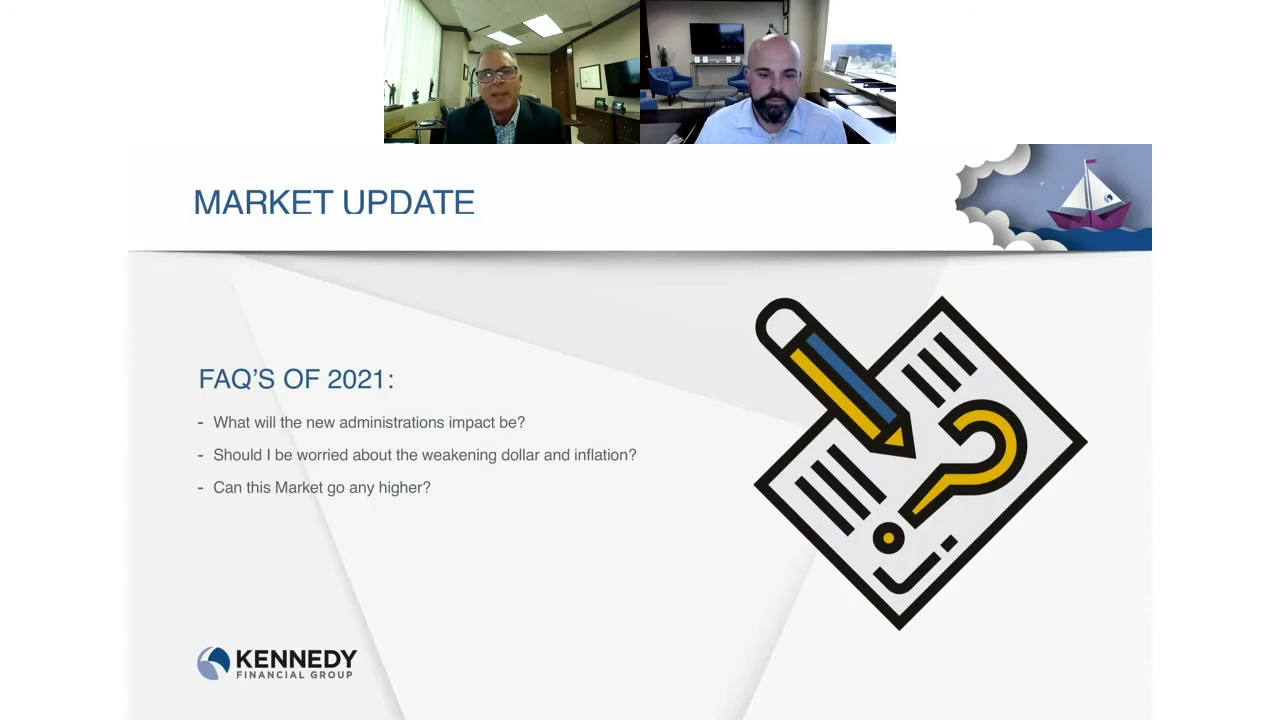 MARKET UPDATE
FAQ'S OF 2021:
- What will the new administrations impact be?
- Should I be worried about the weakening dollar and inflation?
- Can this Market go any higher?
KENNEDY
FINANCIAL GROUP